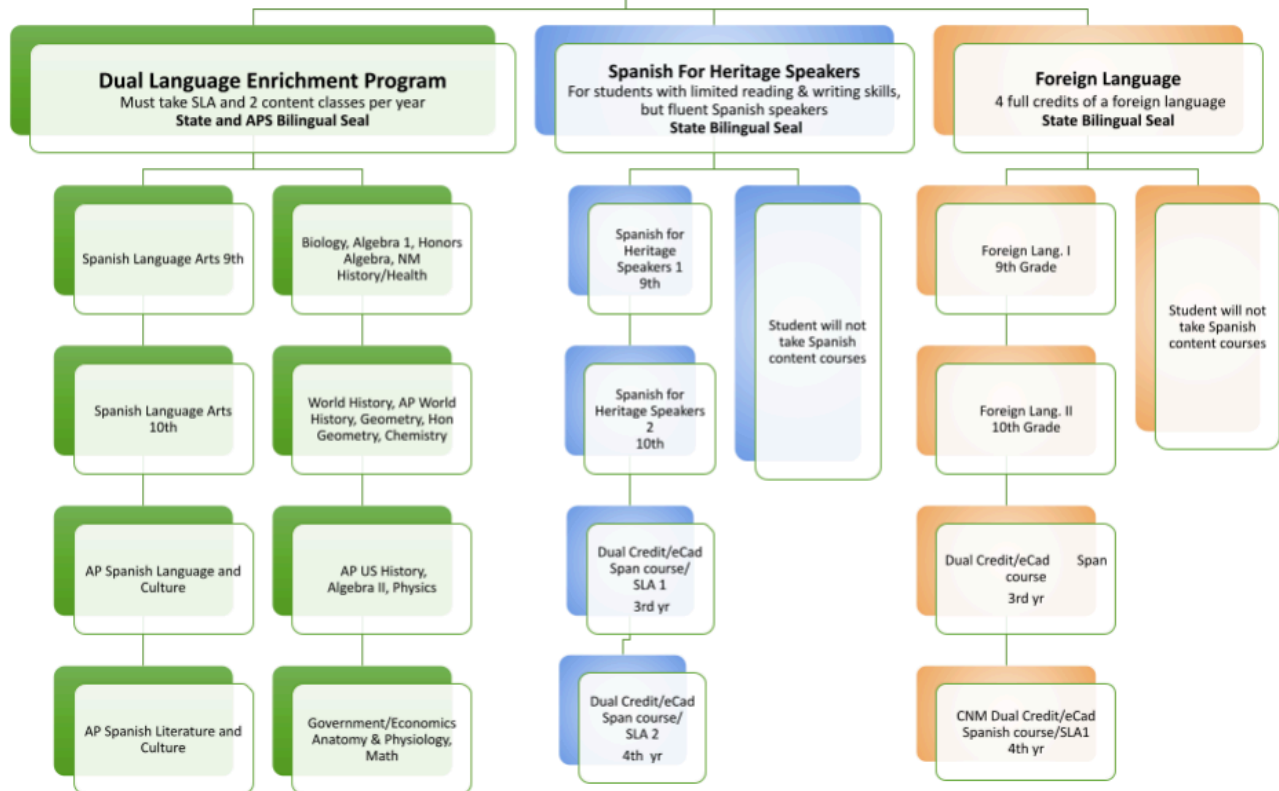 Dual Language Enrichment Program
Must take SLA and 2 content classes per year
State and APS Bilingual Seal
Spanish Language Arts 9th
Biology, Algebra 1, Honors
Algebra, NM
History/Health
Spanish Language Arts
10th
World History, AP World
History, Geometry, Hon
Geometry, Chemistry
AP Spanish Language and
Culture
AP US History,
Algebra II, Physics
AP Spanish Literature and
Culture
Government/Economics
Anatomy & Physiology,
Math
Spanish For Heritage Speakers
For students with limited reading & writing skills,
but fluent Spanish speakers
State Bilingual Seal
Spanish for
Heritage
Speakers 1
9th
Spanish for
Heritage Speakers
2
10th
Dual Credit/eCad
Span course/
SLA 1
3rd yr
Dual Credit/eCad
Span course/
SLA 2
4th yr
Student will not
take Spanish
content courses
Foreign Language
4 full credits of a foreign language
State Bilingual Seal
Foreign Lang. I
9th Grade
Foreign Lang. II
10th Grade
Dual Credit/eCad Span
course
3rd yr
CNM Dual Credit/eCad
Spanish course/SLA1
4th yr
Student will not
take Spanish
content courses